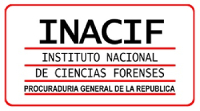 INACIF
INSTITUTO NACIONAL
DE CIENCIAS FORENSES
PROCURADURIA GENERAL DE LA REPUBLICA